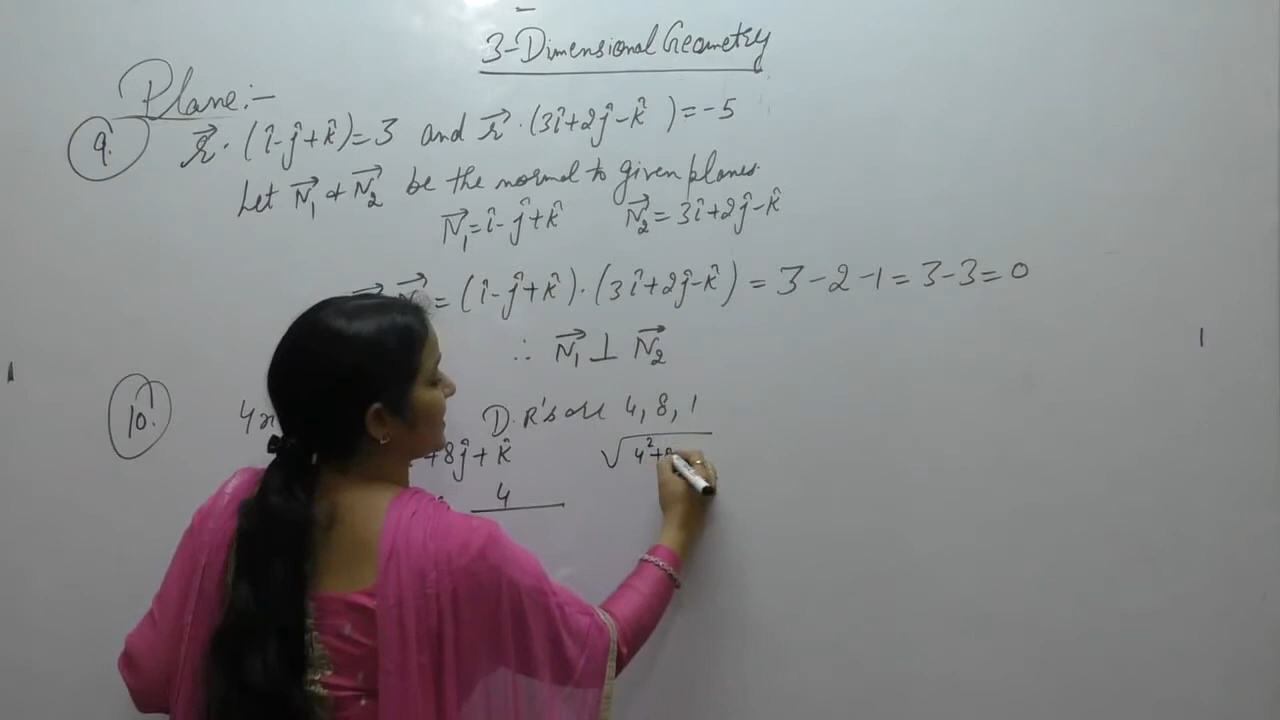 3-Dimensional Geometry
Plane:-
9. r⃗.(î-ĵ+k̂)=3 and r⃗.(3î+2ĵ-k̂)=-5
Let N⃗₁ & N⃗₂ be the normal to given planes.
N⃗₁=î-ĵ+k̂ N⃗₂=3î+2ĵ-k̂
=(î-ĵ+k̂).(3î+2ĵ-k̂)=3-2-1=3-3=0
∴ N⃗₁ ⊥ N⃗₂
10. D.R's are 4,8,1
+8ĵ+k̂ √4²+
4